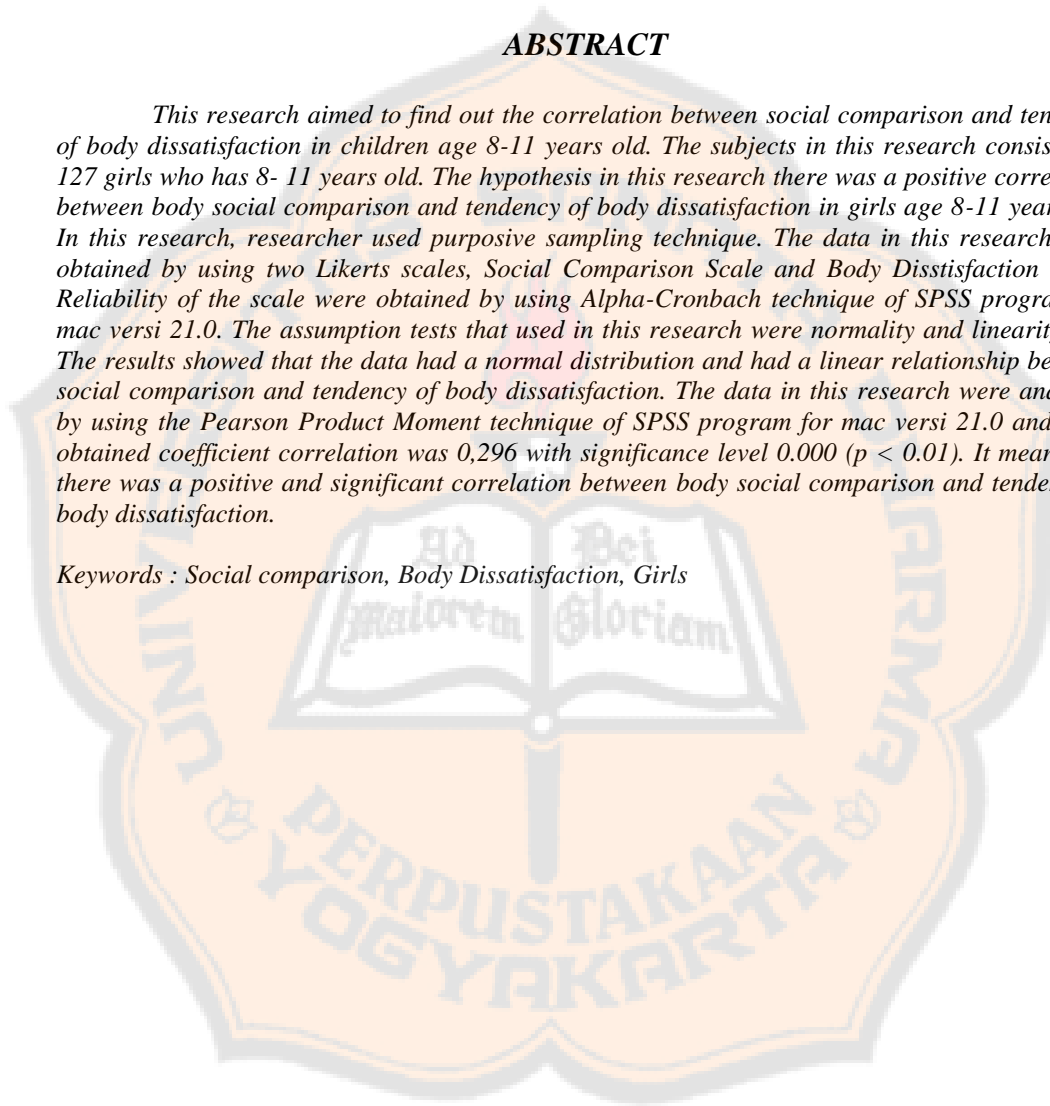 ABSTRACT
This research aimed to find out the correlation between social comparison and ten
of body dissatisfaction in children age 8-11 years old. The subjects in this research consis
127 girls who has 8- 11 years old. The hypothesis in this research there was a positive corre
between body social comparison and tendency of body dissatisfaction in girls age 8-11 year
In this research, researcher used purposive sampling technique. The data in this research
obtained by using two Likerts scales, Social Comparison Scale and Body Disstisfaction
Reliability of the scale were obtained by using Alpha-Cronbach technique of SPSS progra
mac versi 21.0. The assumption tests that used in this research were normality and linearity
The results showed that the data had a normal distribution and had a linear relationship be
social comparison and tendency of body dissatisfaction. The data in this research were ana
by using the Pearson Product Moment technique of SPSS program for mac versi 21.0 and
obtained coefficient correlation was 0,296 with significance level 0.000 (p < 0.01). It mean
there was a positive and significant correlation between body social comparison and tende
body dissatisfaction.
Keywords : Social comparison, Body Dissatisfaction, Girls
UNIVERSITAS SANATA DHARMA
Ad Dei
Maiorem Gloriam
PERPUSTAKAAN
YOGYAKARTA